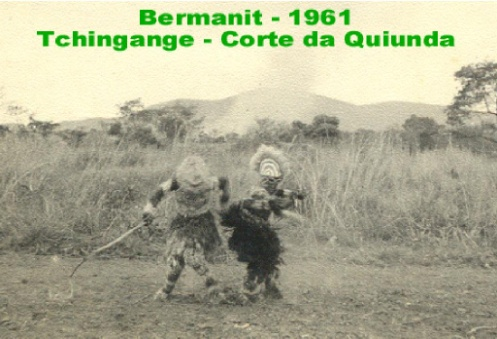 Bermanit - 1961
Tchingange - Corte da Quiunda